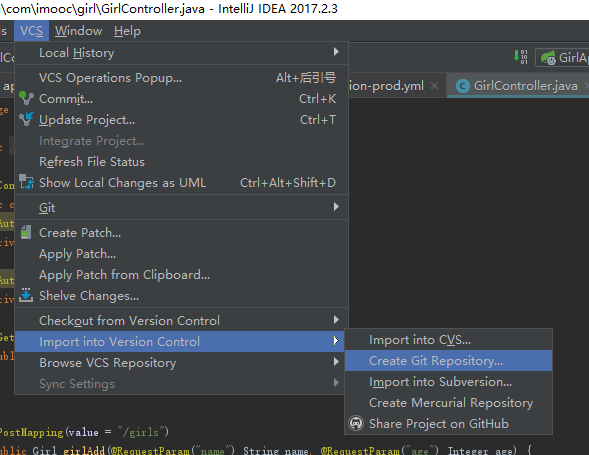 \com\imooc\girl\GirlController.java - IntelliJ IDEA 2017.2.3
s VCS Window Help
Local History
GirlA
VCS Operations Popup... Alt+后引号
ap
ion-prod.yml
GirlController.java
Commit... Ctrl+K
Update Project... Ctrl+T
Integrate Project...
Refresh File Status
Show Local Changes as UML Ctrl+Alt+Shift+D
Git
Create Patch...
Apply Patch...
Apply Patch from Clipboard...
Shelve Changes...
Checkout from Version Control
Import into Version Control
Browse VCS Repository
Sync Settings
Import into CVS...
Create Git Repository...
Import into Subversion...
Create Mercurial Repository
Share Project on GitHub
PostMapping(value = "/girls")
ublic Girl girlAdd(@RequestParam("name") String name, @RequestParam("age") Integer age) {